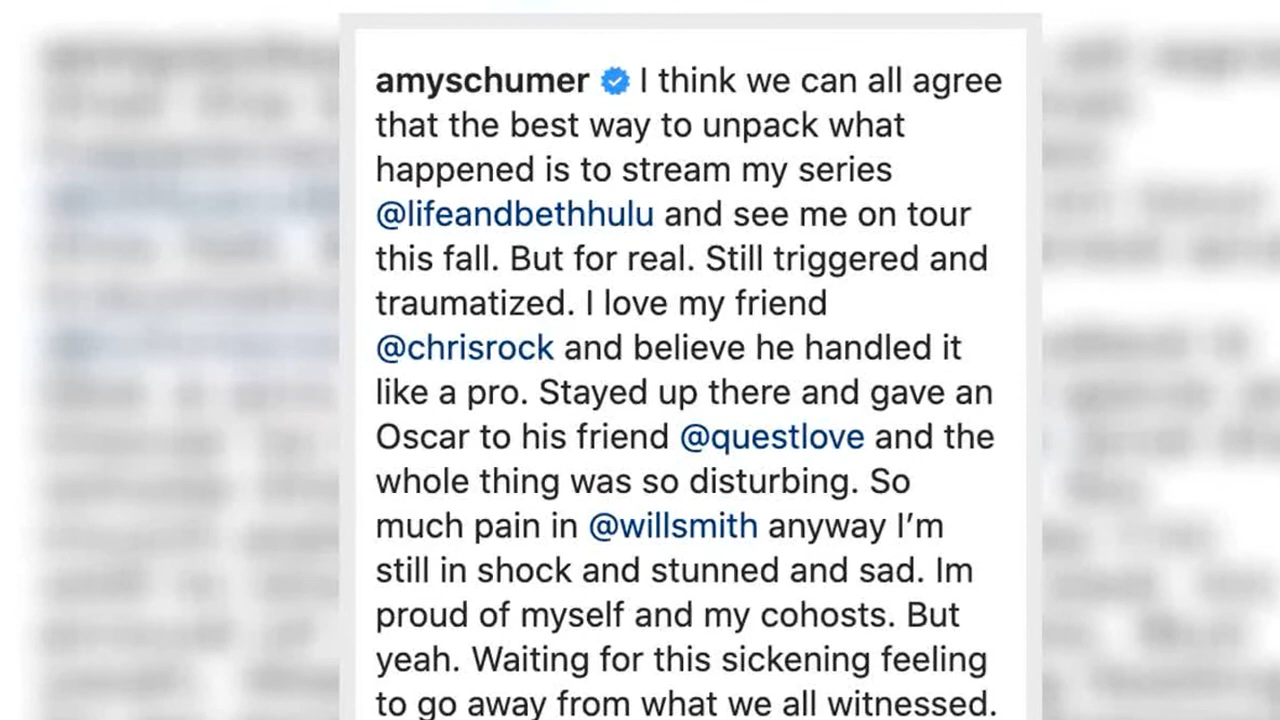 amyschumer I think we can all agree
that the best way to unpack what
happened is to stream my series
@lifeandbethhulu and see me on tour
this fall. But for real. Still triggered and
traumatized. I love my friend
@chrisrock and believe he handled it
like a pro. Stayed up there and gave an
Oscar to his friend @questlove and the
whole thing was so disturbing. So
much pain in @willsmith anyway I’m
still in shock and stunned and sad. Im
proud of myself and my cohosts. But
yeah. Waiting for this sickening feeling
to go away from what we all witnessed.